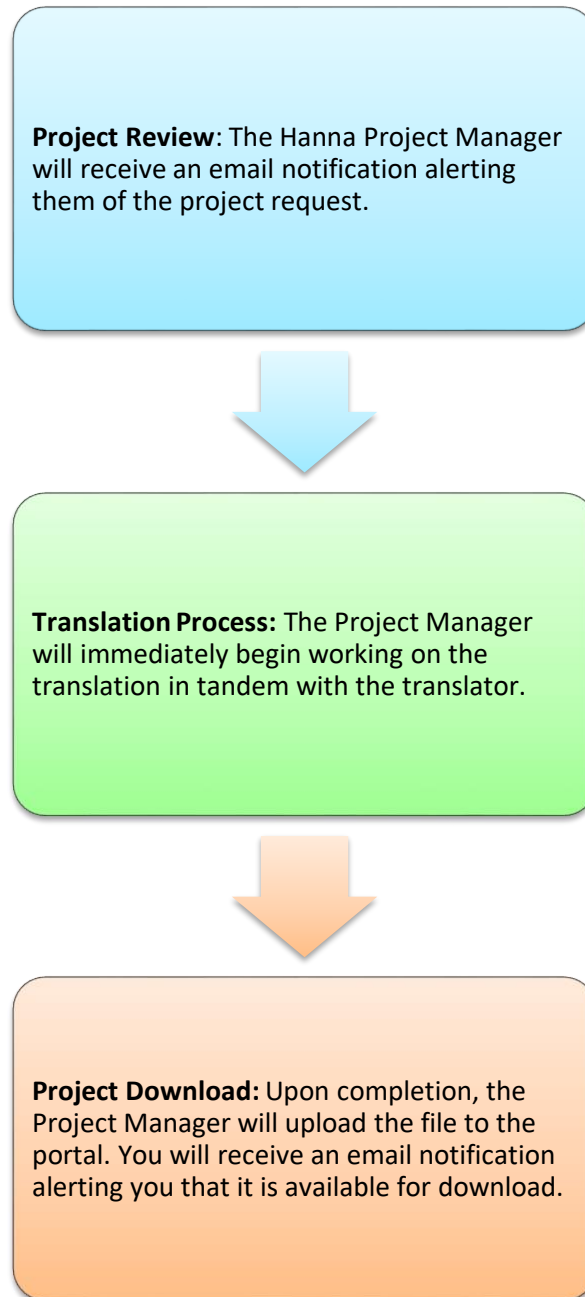 Project Review: The Hanna Project Manager
will receive an email notification alerting
them of the project request.
Translation Process: The Project Manager
will immediately begin working on the
translation in tandem with the translator.
Project Download: Upon completion, the
Project Manager will upload the file to the
portal. You will receive an email notification
alerting you that it is available for download.